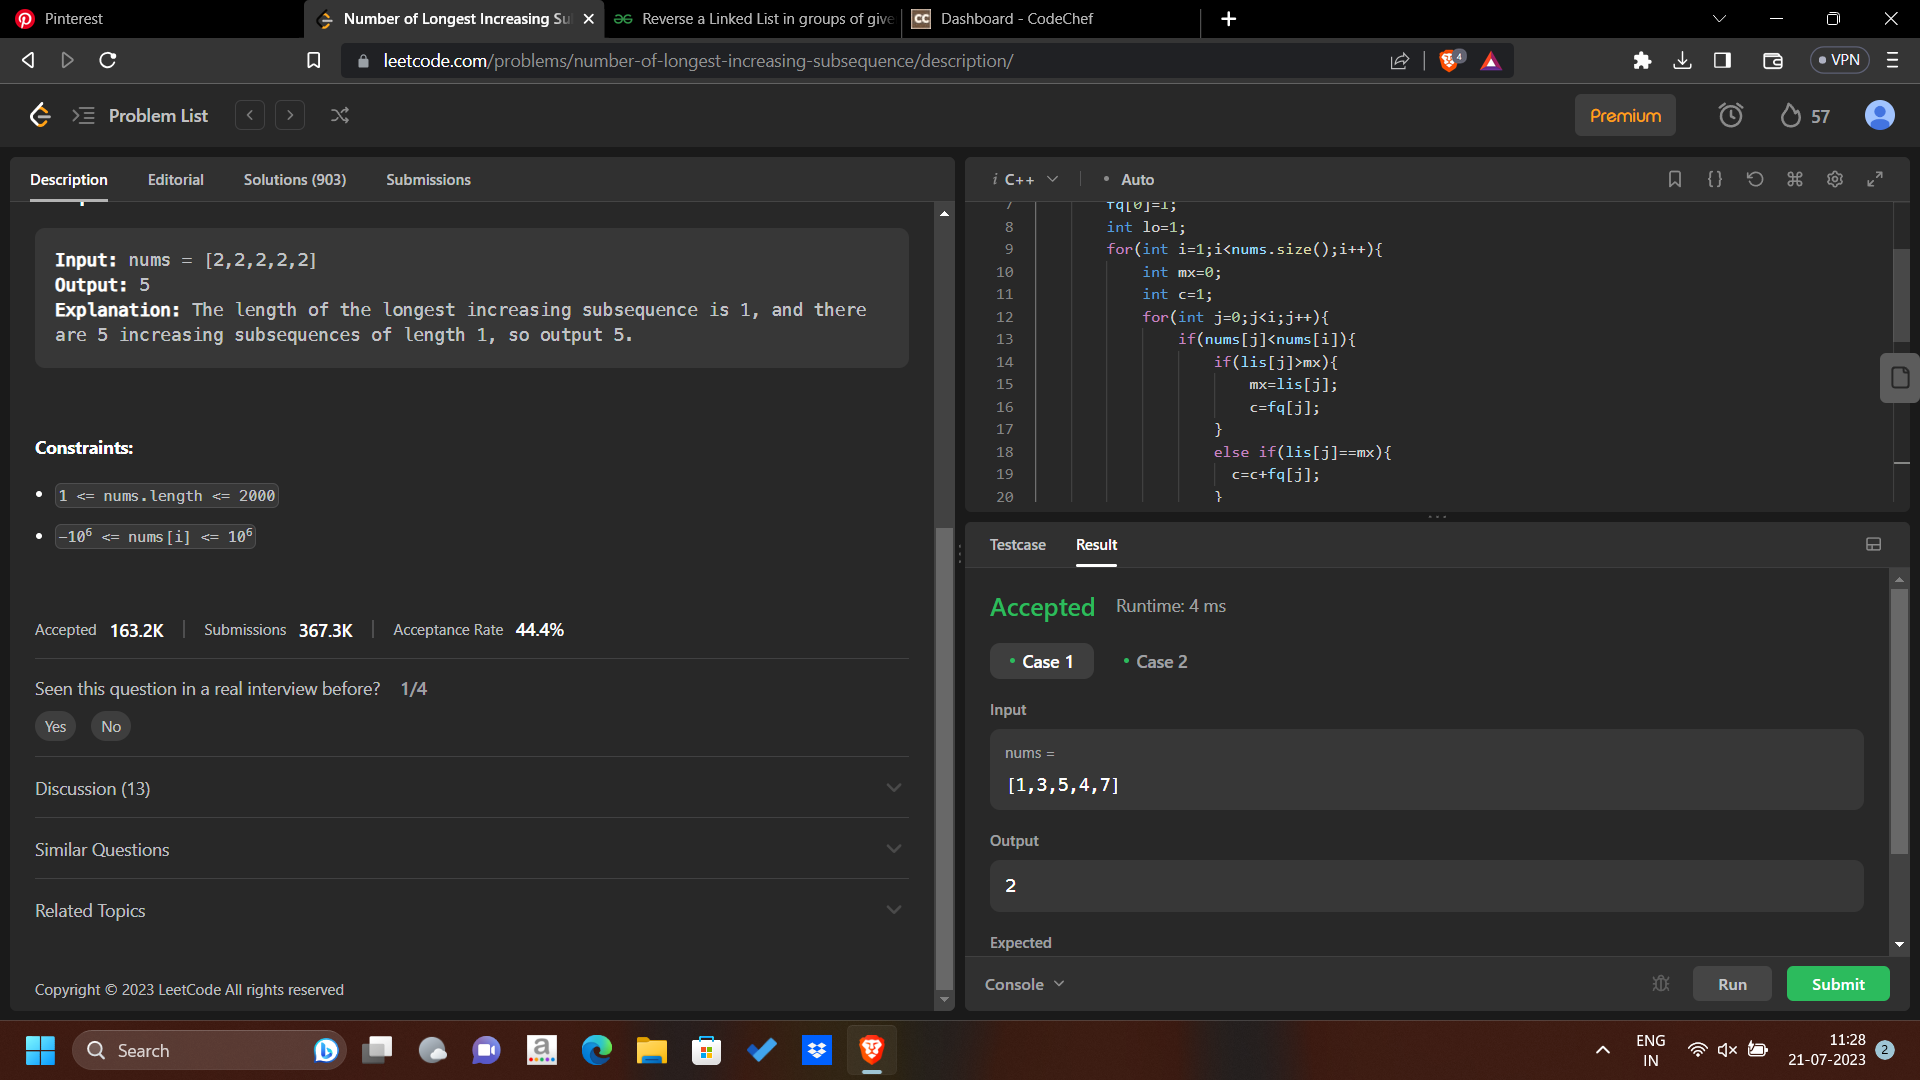 Pinterest
Number of Longest Increasing Su
Reverse a Linked List in groups of give
CC Dashboard - CodeChef
leetcode.com/problems/number-of-longest-increasing-subsequence/description/
4
VPN
Problem List
Premium
57
Description
Editorial
Solutions (903)
Submissions
Input: nums = [2,2,2,2,2]
Output: 5
Explanation: The length of the longest increasing subsequence is 1, and there
are 5 increasing subsequences of length 1, so output 5.
Constraints:
• 1 <= nums.length <= 2000
• -10⁶ <= nums[i] <= 10⁶
Accepted 163.2K
Submissions 367.3K
Acceptance Rate 44.4%
Seen this question in a real interview before? 1/4
Yes
No
Discussion (13)
Similar Questions
Related Topics
Copyright © 2023 LeetCode All rights reserved
i C++
• Auto
7 fq[0]=1;
8 int lo=1;
9 for(int i=1;i<nums.size();i++){
10 int mx=0;
11 int c=1;
12 for(int j=0;j<i;j++){
13 if(nums[j]<nums[i]){
14 if(lis[j]>mx){
15 mx=lis[j];
16 c=fq[j];
17 }
18 else if(lis[j]==mx){
19 c=c+fq[j];
20 }
Testcase
Result
Accepted
Runtime: 4 ms
• Case 1
• Case 2
Input
nums =
[1,3,5,4,7]
Output
2
Expected
Console
Run
Submit
Search
a
ENG
IN
11:28
21-07-2023
2